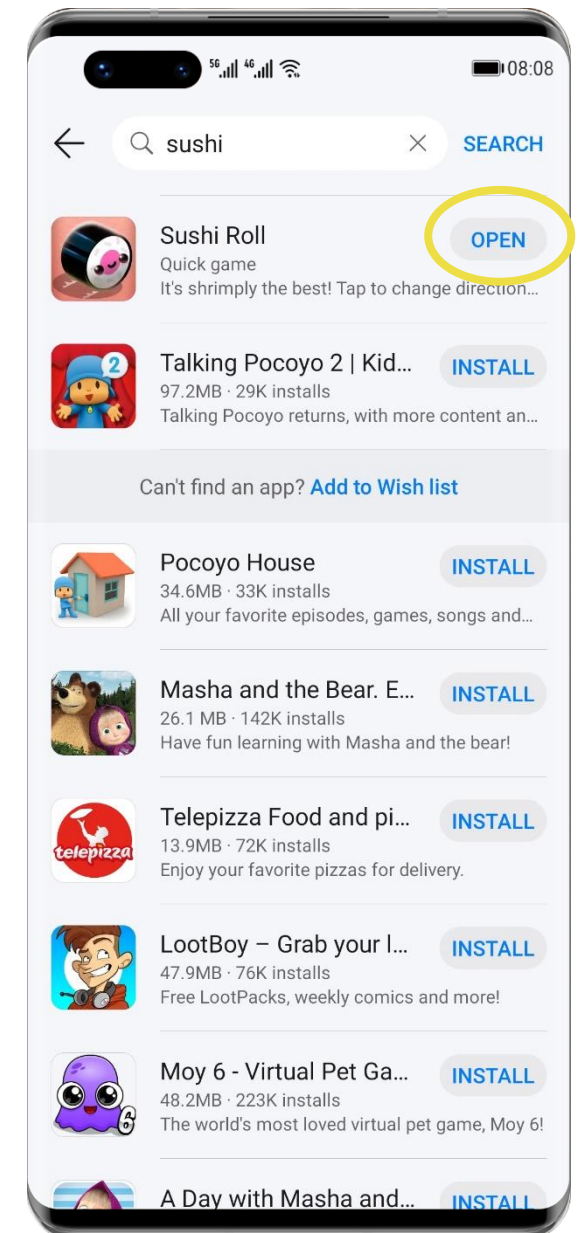 5G 4G 08:08
sushi SEARCH
Sushi Roll
Quick game
It's shrimply the best! Tap to change direction...
OPEN
2
Talking Pocoyo 2 | Kid...
97.2MB · 29K installs
Talking Pocoyo returns, with more content an...
INSTALL
Can't find an app? Add to Wish list
Pocoyo House
34.6MB · 33K installs
All your favorite episodes, games, songs and...
INSTALL
Masha and the Bear. E...
26.1 MB · 142K installs
Have fun learning with Masha and the bear!
INSTALL
telepizza
Telepizza Food and pi...
13.9MB · 72K installs
Enjoy your favorite pizzas for delivery.
INSTALL
LootBoy – Grab your l...
47.9MB · 76K installs
Free LootPacks, weekly comics and more!
INSTALL
6
Moy 6 - Virtual Pet Ga...
48.2MB · 223K installs
The world's most loved virtual pet game, Moy 6!
INSTALL
A Day with Masha and...
INSTALL